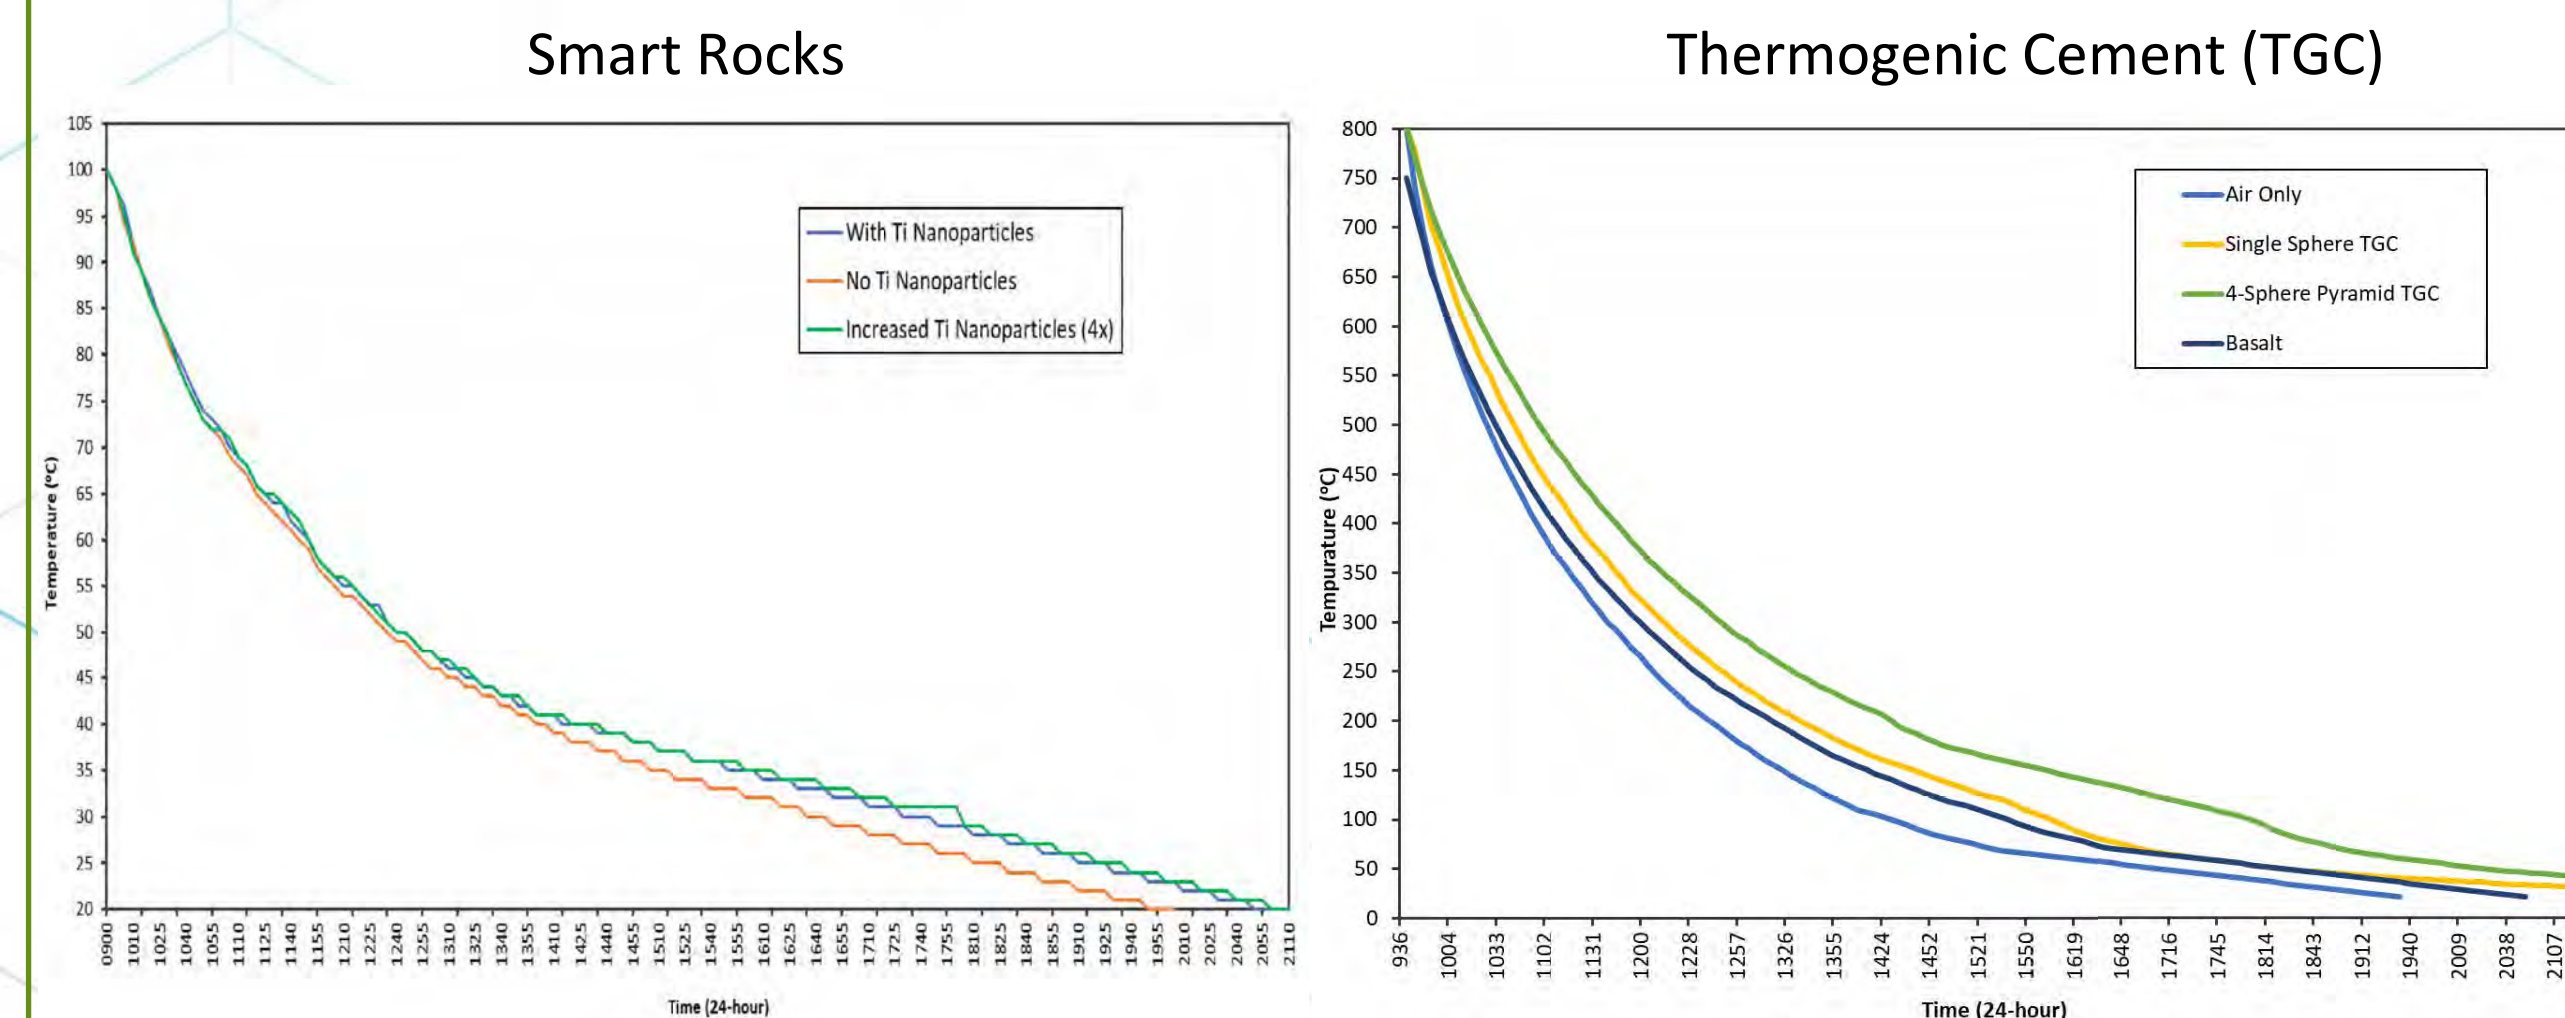 Smart Rocks
105
100
95
90
85
80
75
70
65
60
55
50
45
40
35
30
25
20
Temperature (°C)
With Ti Nanoparticles
No Ti Nanoparticles
Increased Ti Nanoparticles (4x)
0900 1010 1025 1040 1055 1110 1125 1140 1155 1210 1225 1240 1255 1310 1325 1340 1355 1410 1425 1440 1455 1510 1525 1540 1555 1610 1625 1640 1655 1710 1725 1740 1755 1810 1825 1840 1855 1910 1925 1940 1955 2010 2025 2040 2055 2110
Time (24-hour)
Thermogenic Cement (TGC)
800
750
700
650
600
550
500
450
400
350
300
250
200
150
100
50
0
Tempurature (°C)
Air Only
Single Sphere TGC
4-Sphere Pyramid TGC
Basalt
936 1004 1033 1102 1131 1200 1228 1257 1326 1355 1424 1452 1521 1550 1619 1648 1716 1745 1814 1843 1912 1940 2009 2038 2107
Time (24-hour)